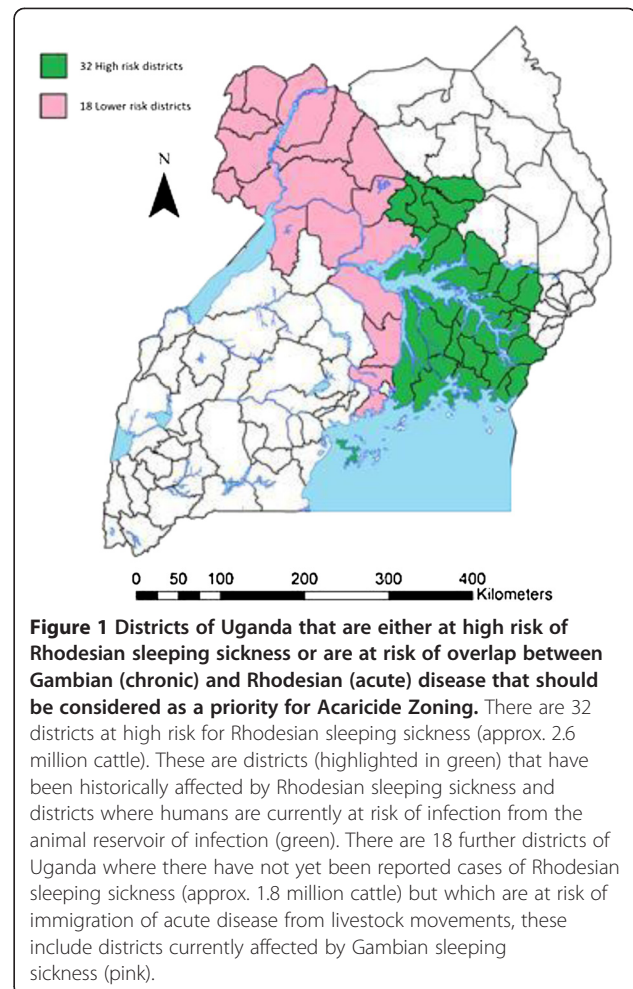 32 High risk districts
18 Lower risk districts
N
0 50 100 200 300 400
Kilometers
Figure 1 Districts of Uganda that are either at high risk of
Rhodesian sleeping sickness or are at risk of overlap between
Gambian (chronic) and Rhodesian (acute) disease that should
be considered as a priority for Acaricide Zoning. There are 32
districts at high risk for Rhodesian sleeping sickness (approx. 2.6
million cattle). These are districts (highlighted in green) that have
been historically affected by Rhodesian sleeping sickness and
districts where humans are currently at risk of infection from the
animal reservoir of infection (green). There are 18 further districts of
Uganda where there have not yet been reported cases of Rhodesian
sleeping sickness (approx. 1.8 million cattle) but which are at risk of
immigration of acute disease from livestock movements, these
include districts currently affected by Gambian sleeping
sickness (pink).